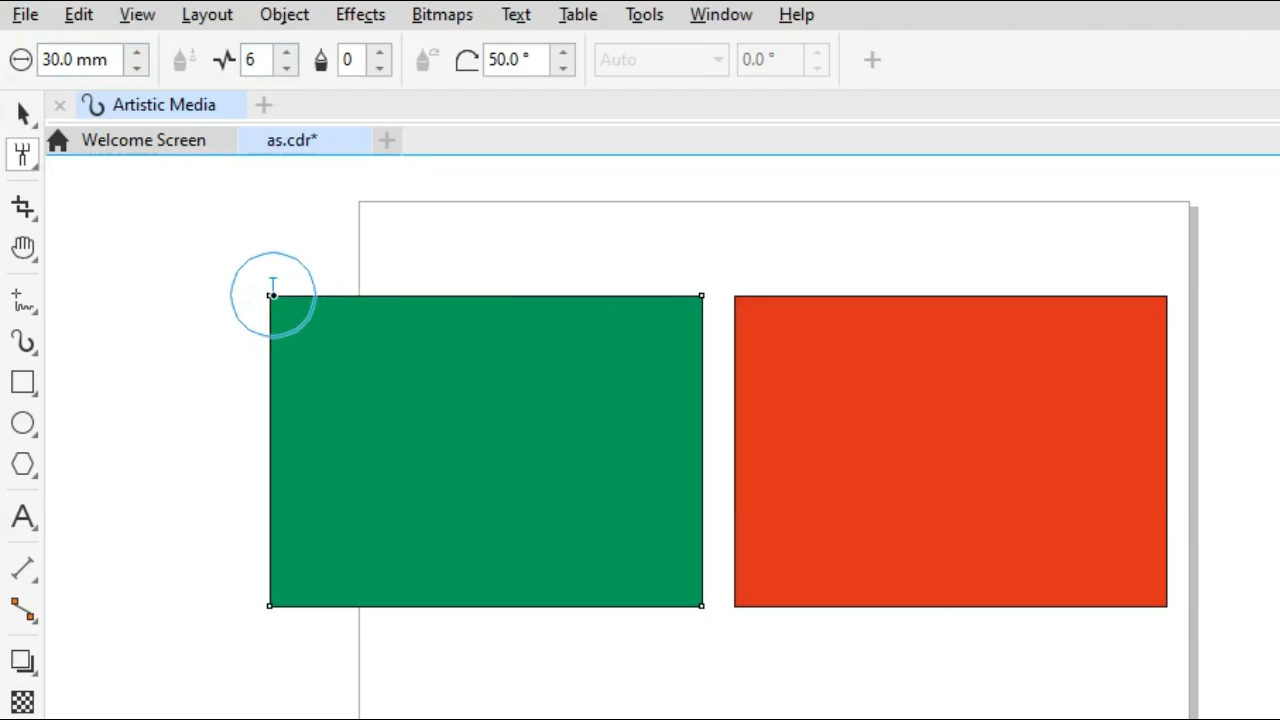 File Edit View Layout Object Effects Bitmaps Text Table Tools Window Help
30.0 mm 6 0 50.0 ° Auto 0.0 °
Artistic Media
Welcome Screen as.cdr*
T
A